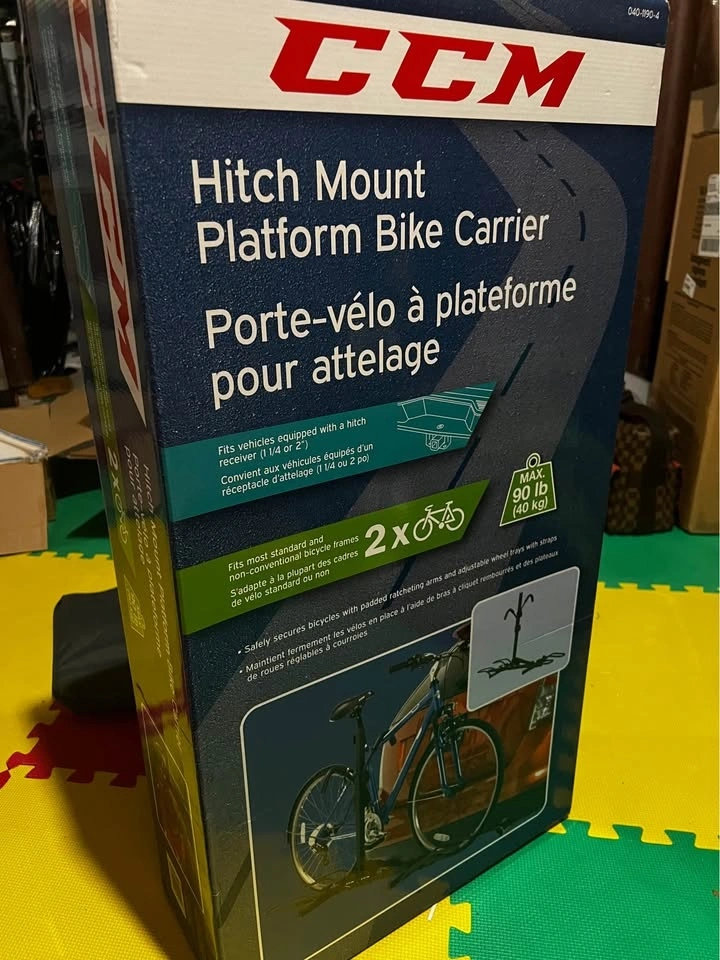 040-1190-4
CCM
Hitch Mount
Platform Bike Carrier
Porte-vélo à plateforme
pour attelage
Fits vehicles equipped with a hitch
receiver (1 1/4 or 2")
Convient aux véhicules équipés d'un
réceptacle d'attelage (1 1/4 ou 2 po)
Fits most standard and
non-conventional bicycle frames
S'adapte à la plupart des cadres
de vélo standard ou non
2 x
MAX.
90 lb
(40 kg)
• Safely secures bicycles with padded ratcheting arms and adjustable wheel trays with straps
• Maintient fermement les vélos en place à l'aide de bras à cliquet rembourrés et des plateaux
de roues réglables à courroies
CCM